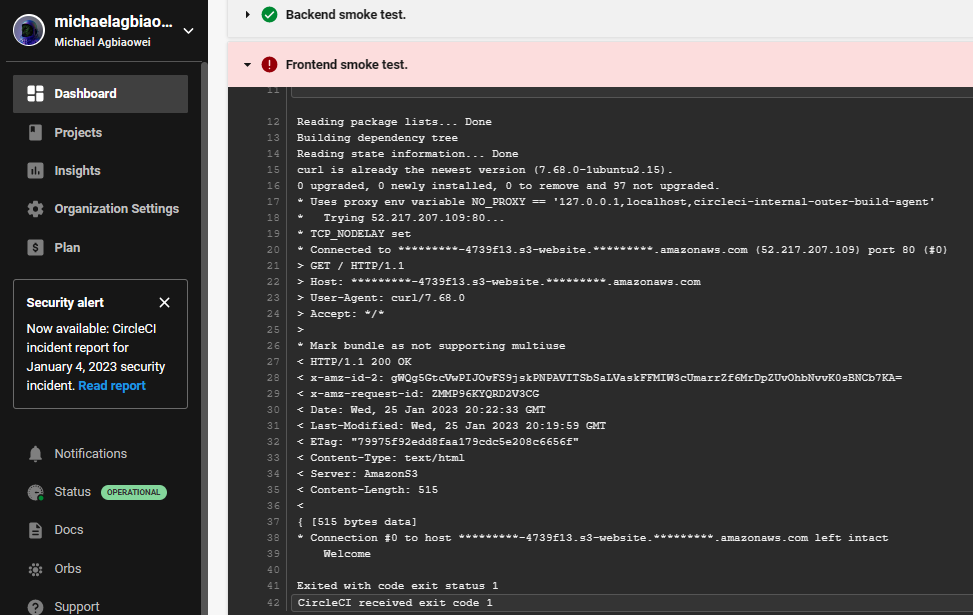 michaelagbiao...
Michael Agbiaowei
Dashboard
Projects
Insights
Organization Settings
Plan
Security alert
Now available: CircleCI
incident report for
January 4, 2023 security
incident. Read report
Notifications
Status OPERATIONAL
Docs
Orbs
Support
Backend smoke test.
Frontend smoke test.
11
12 Reading package lists... Done
13 Building dependency tree
14 Reading state information... Done
15 curl is already the newest version (7.68.0-1ubuntu2.15).
16 0 upgraded, 0 newly installed, 0 to remove and 97 not upgraded.
17 * Uses proxy env variable NO_PROXY == '127.0.0.1,localhost,circleci-internal-outer-build-agent'
18 *   Trying 52.217.207.109:80...
19 * TCP_NODELAY set
20 * Connected to *********-4739f13.s3-website.*********.amazonaws.com (52.217.207.109) port 80 (#0)
21 > GET / HTTP/1.1
22 > Host: *********-4739f13.s3-website.*********.amazonaws.com
23 > User-Agent: curl/7.68.0
24 > Accept: */*
25 >
26 * Mark bundle as not supporting multiuse
27 < HTTP/1.1 200 OK
28 < x-amz-id-2: gWQg5GtcVwPIJOvFS9jskPNPAVITSbSaLVaskFFMIW3cUmarrZf6MrDpZUvOhbNvvK0sBNCb7KA=
29 < x-amz-request-id: ZMMP96KYQRD2V3CG
30 < Date: Wed, 25 Jan 2023 20:22:33 GMT
31 < Last-Modified: Wed, 25 Jan 2023 20:19:59 GMT
32 < ETag: "79975f92edd8faa179cdc5e208c6656f"
33 < Content-Type: text/html
34 < Server: AmazonS3
35 < Content-Length: 515
36 <
37 { [515 bytes data]
38 * Connection #0 to host *********-4739f13.s3-website.*********.amazonaws.com left intact
39     Welcome
40
41 Exited with code exit status 1
42 CircleCI received exit code 1